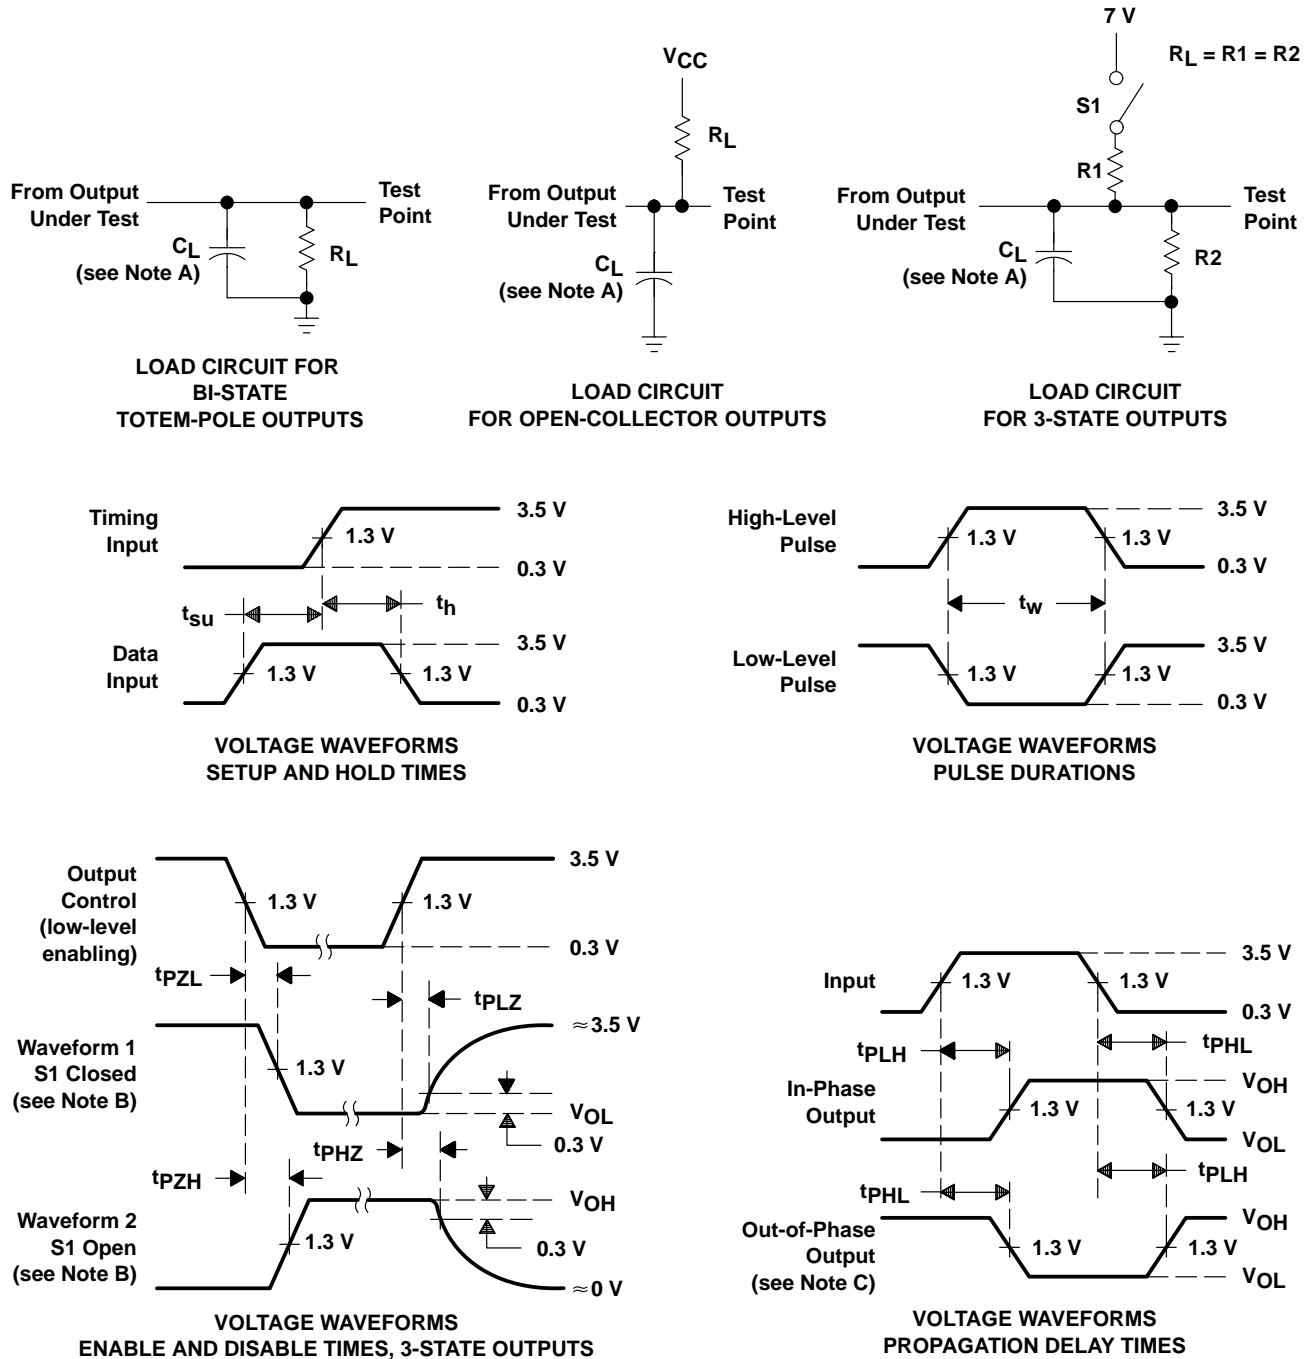 7 V
RL = R1 = R2
S1
R1
From Output
Under Test
Test
Point
CL
(see Note A)
R2
LOAD CIRCUIT
FOR 3-STATE OUTPUTS
VCC
RL
From Output
Under Test
Test
Point
CL
(see Note A)
LOAD CIRCUIT
FOR OPEN-COLLECTOR OUTPUTS
From Output
Under Test
Test
Point
CL
(see Note A)
RL
LOAD CIRCUIT FOR
BI-STATE
TOTEM-POLE OUTPUTS
Timing
Input
1.3 V
3.5 V
0.3 V
tsu
th
Data
Input
1.3 V
1.3 V
3.5 V
0.3 V
VOLTAGE WAVEFORMS
SETUP AND HOLD TIMES
High-Level
Pulse
1.3 V
1.3 V
3.5 V
0.3 V
tw
Low-Level
Pulse
1.3 V
1.3 V
3.5 V
0.3 V
VOLTAGE WAVEFORMS
PULSE DURATIONS
Output
Control
(low-level
enabling)
1.3 V
1.3 V
3.5 V
0.3 V
tPZL
tPLZ
Waveform 1
S1 Closed
(see Note B)
1.3 V
≈3.5 V
VOL
0.3 V
tPHZ
tPZH
Waveform 2
S1 Open
(see Note B)
1.3 V
VOH
0.3 V
≈0 V
VOLTAGE WAVEFORMS
ENABLE AND DISABLE TIMES, 3-STATE OUTPUTS
Input
1.3 V
1.3 V
3.5 V
0.3 V
tPLH
tPHL
In-Phase
Output
1.3 V
1.3 V
VOH
VOL
tPHL
tPLH
Out-of-Phase
Output
(see Note C)
1.3 V
1.3 V
VOH
VOL
VOLTAGE WAVEFORMS
PROPAGATION DELAY TIMES